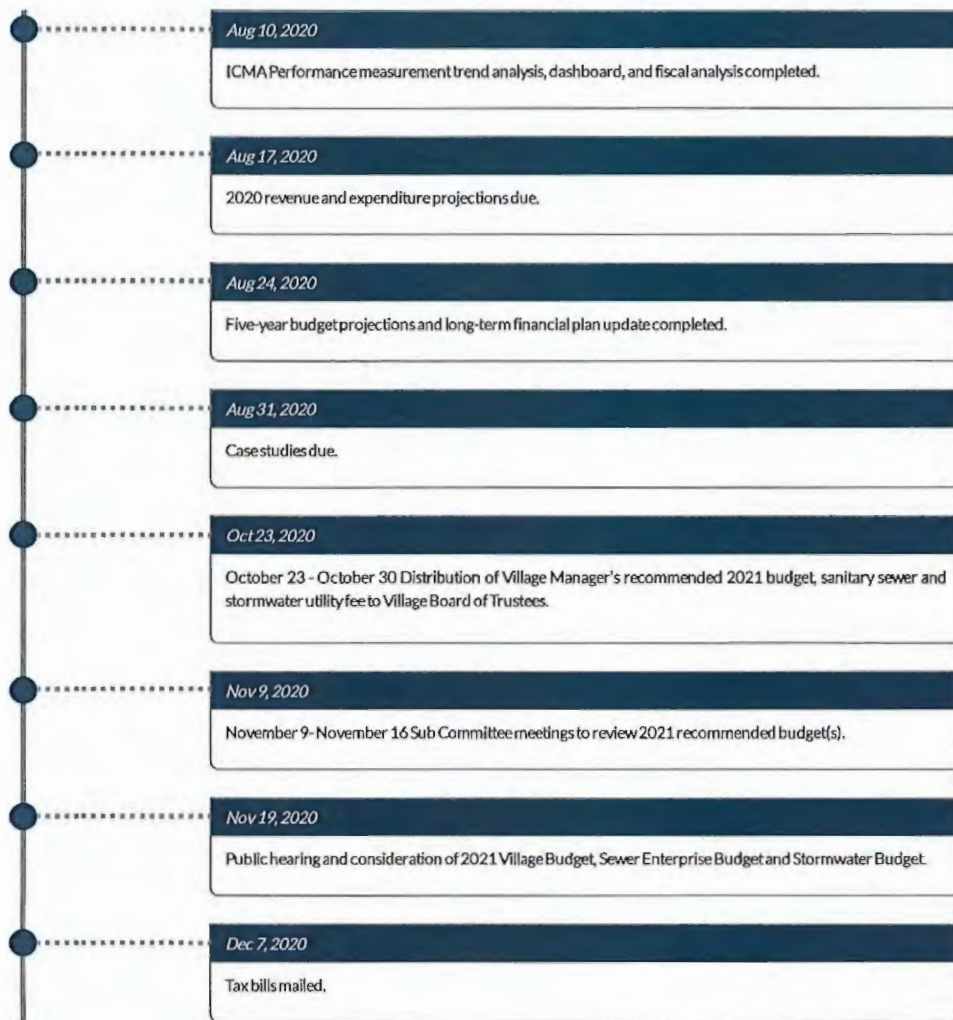 Aug 10, 2020
ICMA Performance measurement trend analysis, dashboard, and fiscal analysis completed.
Aug 17, 2020
2020 revenue and expenditure projections due.
Aug 24, 2020
Five-year budget projections and long-term financial plan update completed.
Aug 31, 2020
Case studies due.
Oct 23, 2020
October 23 - October 30 Distribution of Village Manager's recommended 2021 budget, sanitary sewer and
stormwater utility fee to Village Board of Trustees.
Nov 9, 2020
November 9- November 16 Sub Committee meetings to review 2021 recommended budget(s).
Nov 19, 2020
Public hearing and consideration of 2021 Village Budget, Sewer Enterprise Budget and Stormwater Budget.
Dec 7, 2020
Tax bills mailed.